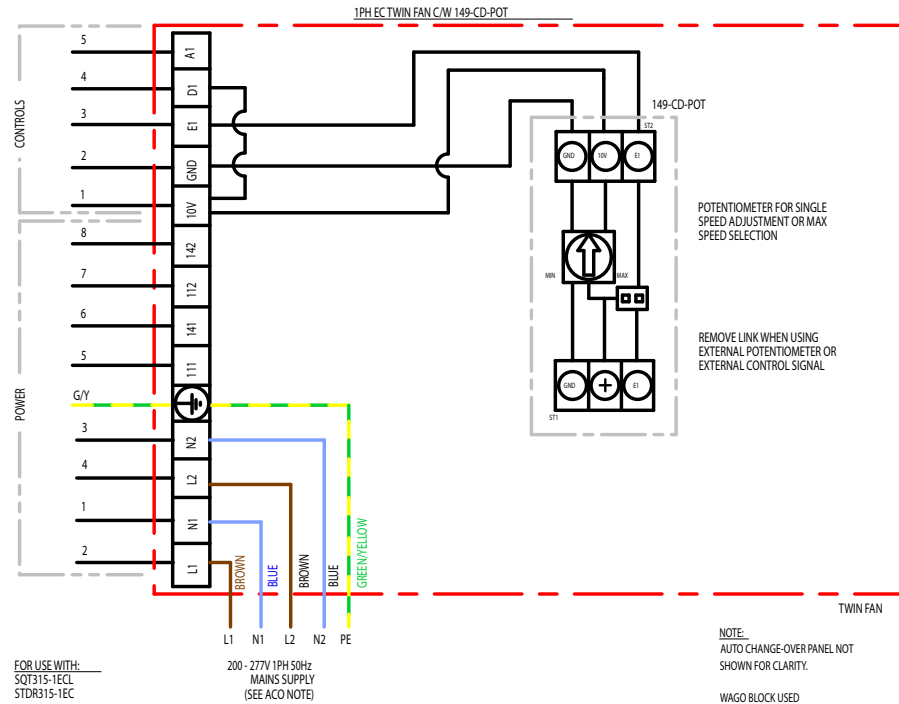 1PH EC TWIN FAN C/W 149-CD-POT
CONTROLS
5
4
3
2
1
POWER
8
7
6
5
G/Y
3
4
1
2
A1
D1
E1
GND
10V
142
112
141
111
N2
L2
N1
L1
149-CD-POT
ST2
GND
10V
E1
MIN
MAX
GND
+
E1
ST1
POTENTIOMETER FOR SINGLE
SPEED ADJUSTMENT OR MAX
SPEED SELECTION
REMOVE LINK WHEN USING
EXTERNAL POTENTIOMETER OR
EXTERNAL CONTROL SIGNAL
BROWN
BLUE
BROWN
BLUE
GREEN/YELLOW
L1 N1 L2 N2 PE
TWIN FAN
FOR USE WITH:
SQT315-1ECL
STDR315-1EC
200 - 277V 1PH 50Hz
MAINS SUPPLY
(SEE ACO NOTE)
NOTE:
AUTO CHANGE-OVER PANEL NOT
SHOWN FOR CLARITY.
WAGO BLOCK USED